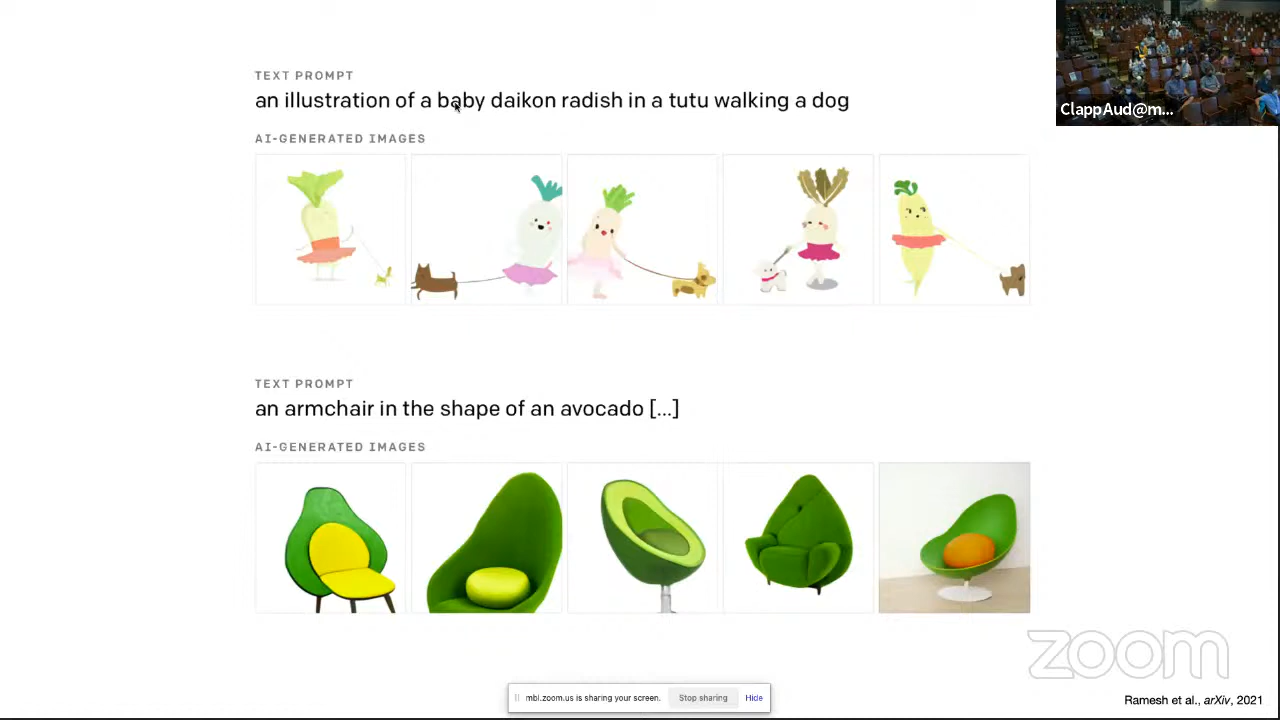 TEXT PROMPT
an illustration of a baby daikon radish in a tutu walking a dog
AI-GENERATED IMAGES
TEXT PROMPT
an armchair in the shape of an avocado [...]
AI-GENERATED IMAGES
ClappAud@m...
zoom
mbl.zoom.us is sharing your screen.
Stop sharing
Hide
Ramesh et al., arXiv, 2021